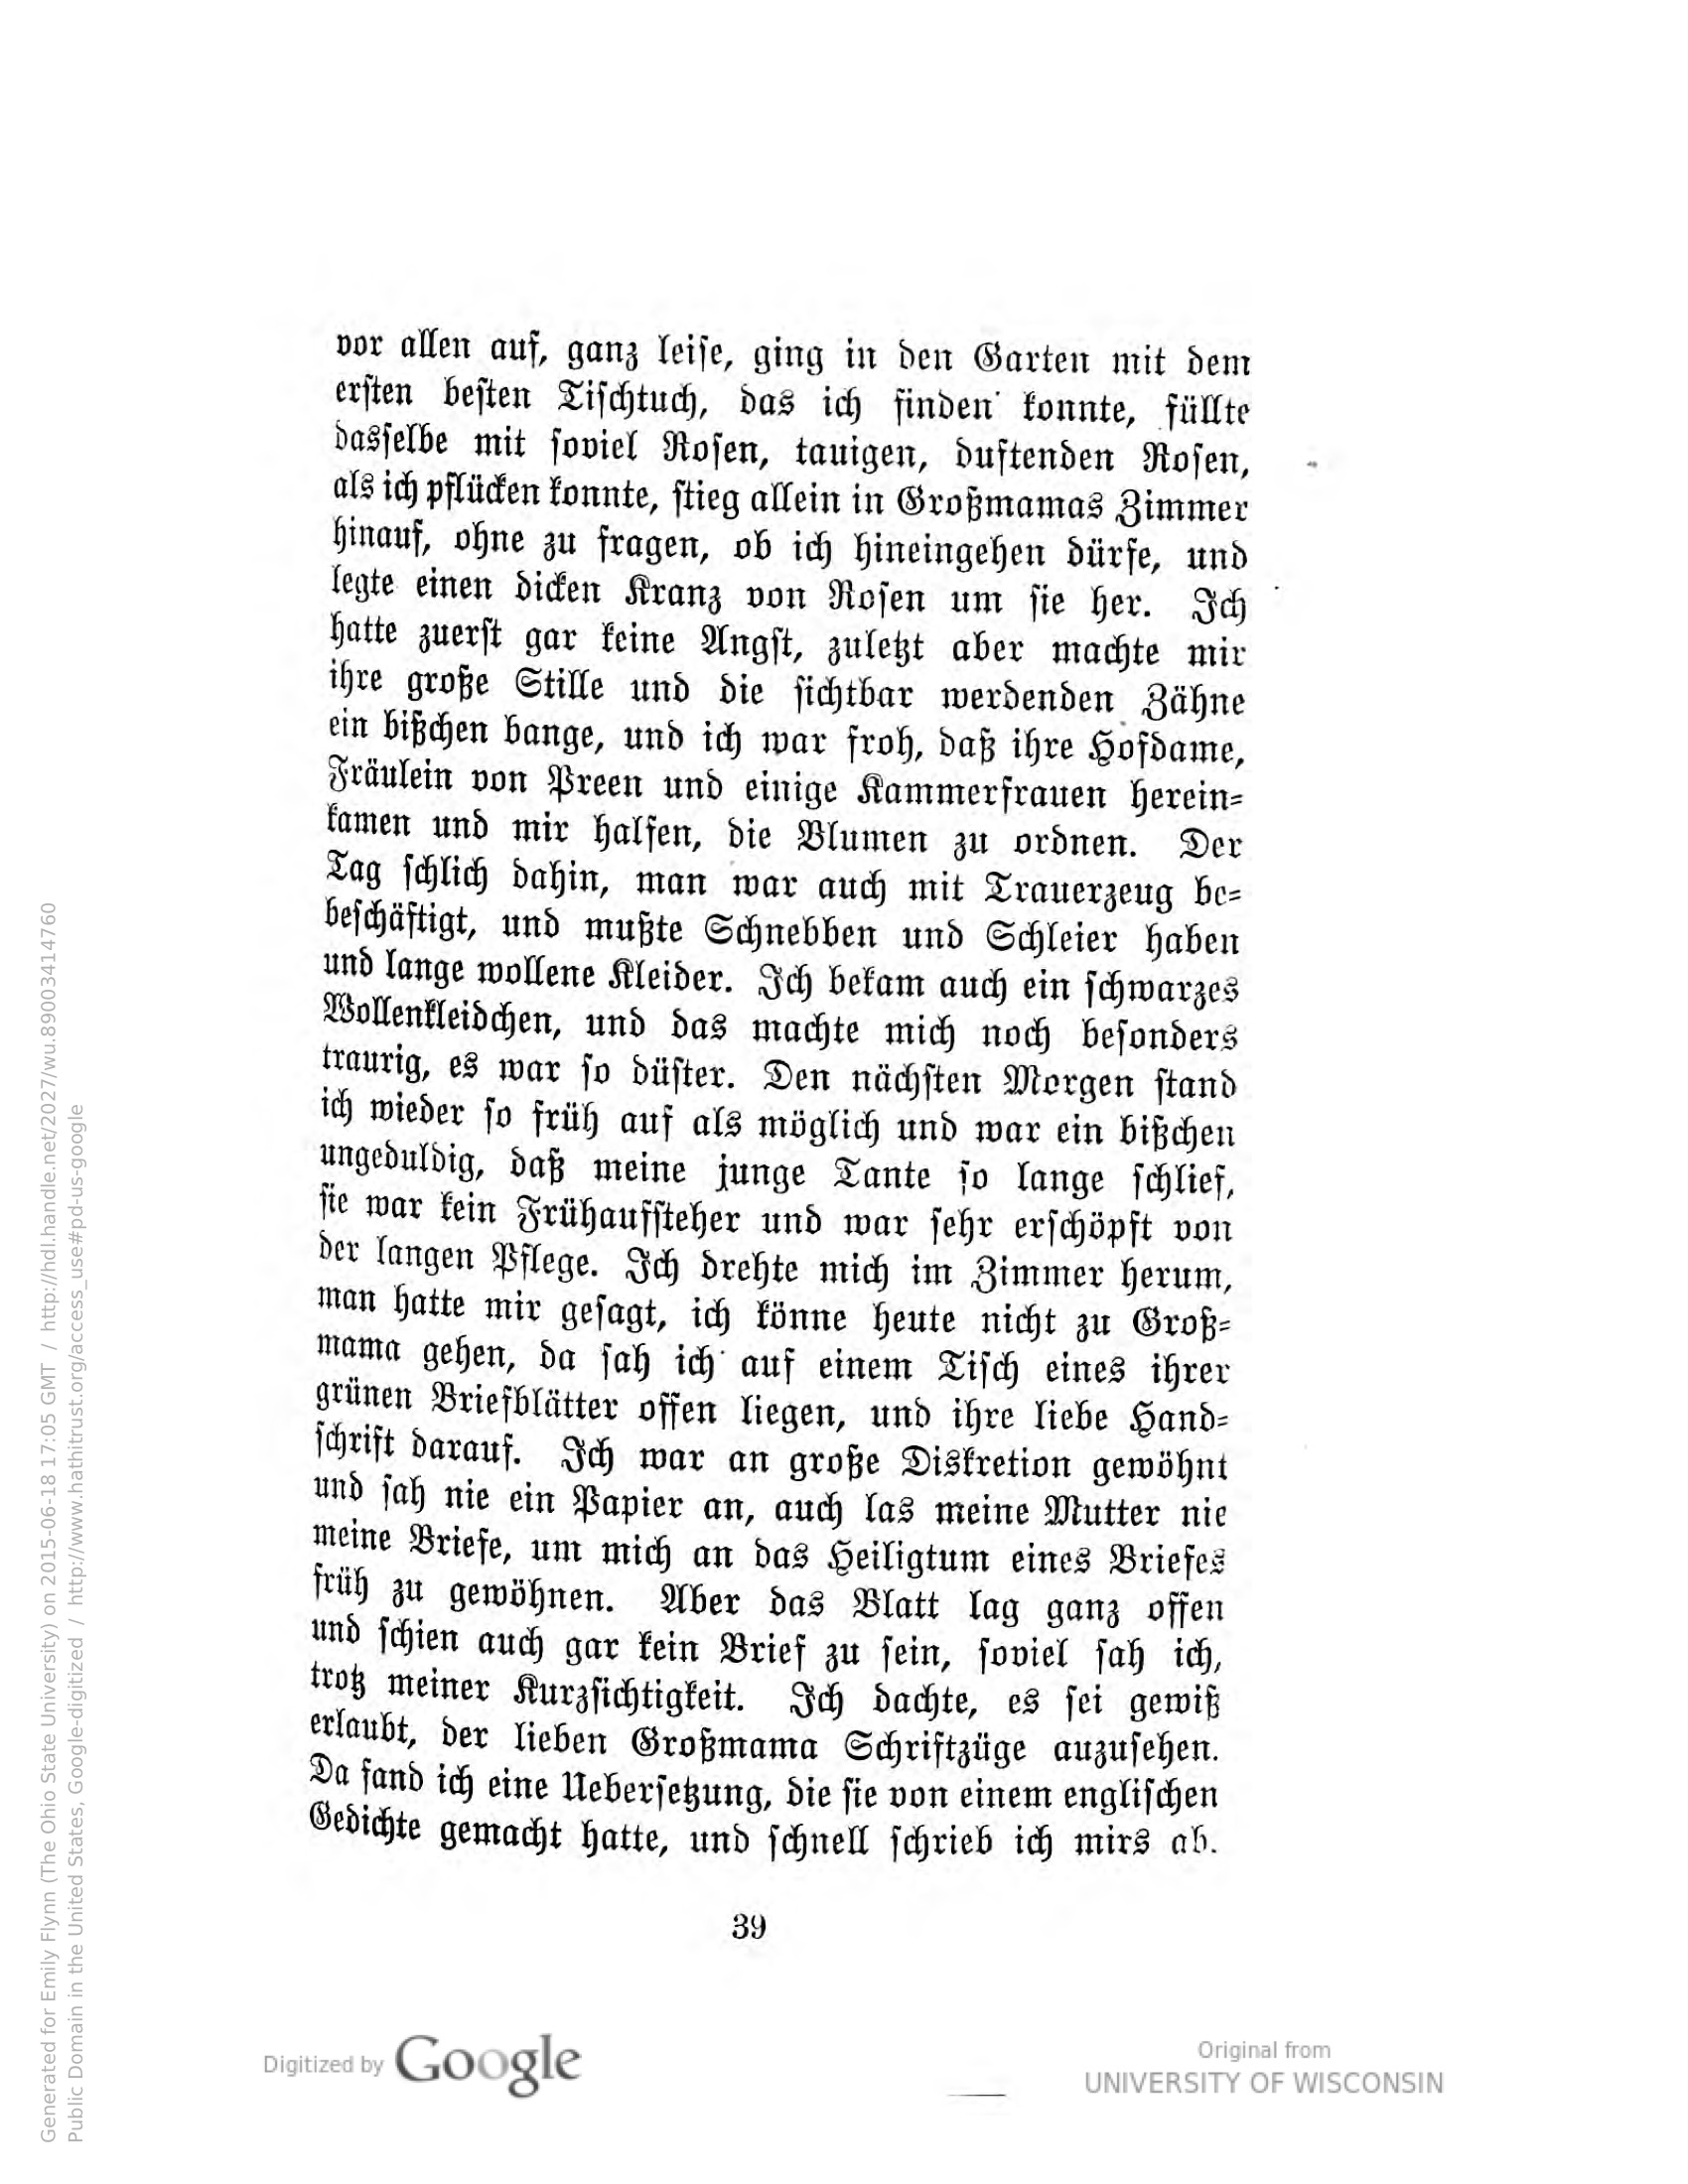 vor allen auf, ganz leise, ging in den Garten mit dem
ersten besten Tischtuch, das ich finden konnte, füllte
dasselbe mit soviel Rosen, tauigen, duftenden Rosen,
als ich pflücken konnte, stieg allein in Großmamas Zimmer
hinauf, ohne zu fragen, ob ich hineingehen dürfe, und
legte einen dicken Kranz von Rosen um sie her. Ich
hatte zuerst gar keine Angst, zuletzt aber machte mir
ihre große Stille und die sichtbar werdenden Zähne
ein bißchen bange, und ich war froh, daß ihre Hofdame,
Fräulein von Preen und einige Kammerfrauen herein-
kamen und mir halfen, die Blumen zu ordnen. Der
Tag schlich dahin, man war auch mit Trauerzeug be-
beschäftigt, und mußte Schnebben und Schleier haben
und lange wollene Kleider. Ich bekam auch ein schwarzes
Wollenkleidchen, und das machte mich noch besonders
traurig, es war so düster. Den nächsten Morgen stand
ich wieder so früh auf als möglich und war ein bißchen
ungeduldig, daß meine junge Tante so lange schlief,
sie war kein Frühaufsteher und war sehr erschöpft von
der langen Pflege. Ich drehte mich im Zimmer herum,
man hatte mir gesagt, ich könne heute nicht zu Groß-
mama gehen, da sah ich auf einem Tisch eines ihrer
grünen Briefblätter offen liegen, und ihre liebe Hand-
schrift darauf. Ich war an große Diskretion gewöhnt
und sah nie ein Papier an, auch las meine Mutter nie
meine Briefe, um mich an das Heiligtum eines Briefes
früh zu gewöhnen. Aber das Blatt lag ganz offen
und schien auch gar kein Brief zu sein, soviel sah ich,
trotz meiner Kurzsichtigkeit. Ich dachte, es sei gewiß
erlaubt, der lieben Großmama Schriftzüge auzusehen.
Da fand ich eine Uebersetzung, die sie von einem englischen
Gedichte gemacht hatte, und schnell schrieb ich mirs ab.
39
Digitized by Google
Original from
UNIVERSITY OF WISCONSIN
Generated for Emily Flynn (The Ohio State University) on 2015-06-18 17:05 GMT / http://hdl.handle.net/2027/wu.89003414760
Public Domain in the United States, Google-digitized / http://www.hathitrust.org/access_use#pd-us-google